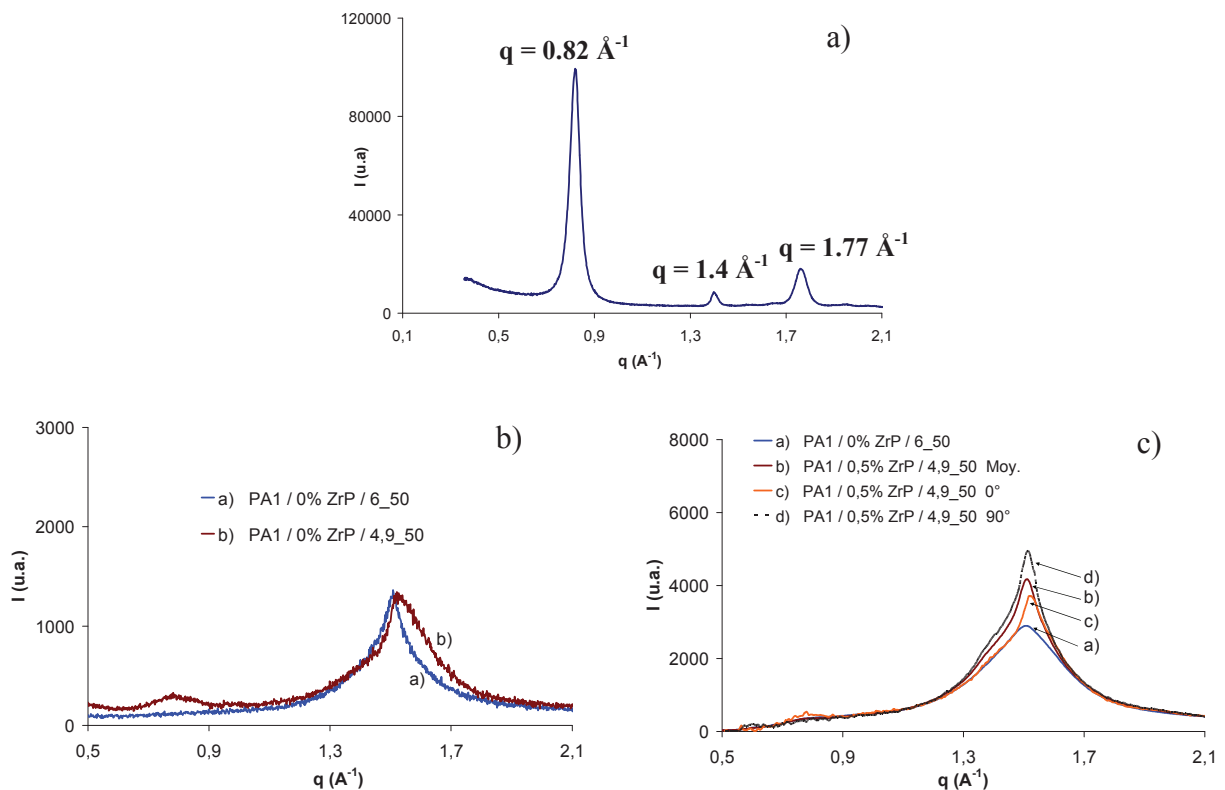 a)
120000
80000
40000
0
I (u.a)
q = 0.82 Å⁻¹
q = 1.4 Å⁻¹
q = 1.77 Å⁻¹
0,1 0,5 0,9 1,3 1,7 2,1
q (A⁻¹)
b)
3000
2000
1000
0
I (u.a.)
a) PA1 / 0% ZrP / 6_50
b) PA1 / 0% ZrP / 4,9_50
b)
a)
0,5 0,9 1,3 1,7 2,1
q (A⁻¹)
c)
8000
6000
4000
2000
0
I (u.a.)
a) PA1 / 0% ZrP / 6_50
b) PA1 / 0,5% ZrP / 4,9_50 Moy.
c) PA1 / 0,5% ZrP / 4,9_50 0°
d) PA1 / 0,5% ZrP / 4,9_50 90°
d)
b)
c)
a)
0,5 0,9 1,3 1,7 2,1
q (A⁻¹)